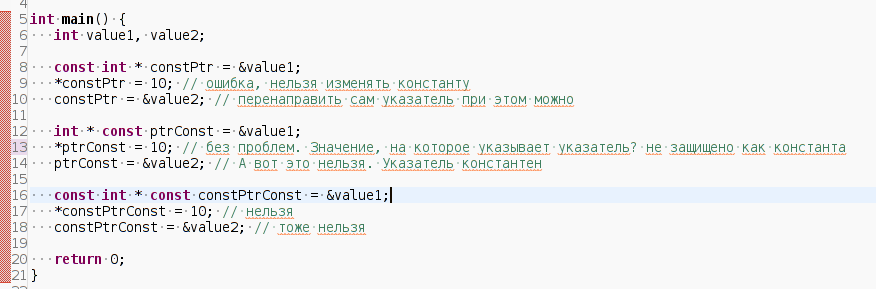 4
5 int main() {
6 int value1, value2;
7
8 const int * constPtr = &value1;
9 *constPtr = 10; // ошибка, нельзя изменять константу
10 constPtr = &value2; // перенаправить сам указатель при этом можно
11
12 int * const ptrConst = &value1;
13 *ptrConst = 10; // без проблем. Значение, на которое указывает указатель? не защищено как константа
14 ptrConst = &value2; // А вот это нельзя. Указатель константен
15
16 const int * const constPtrConst = &value1;
17 *constPtrConst = 10; // нельзя
18 constPtrConst = &value2; // тоже нельзя
19
20 return 0;
21 }